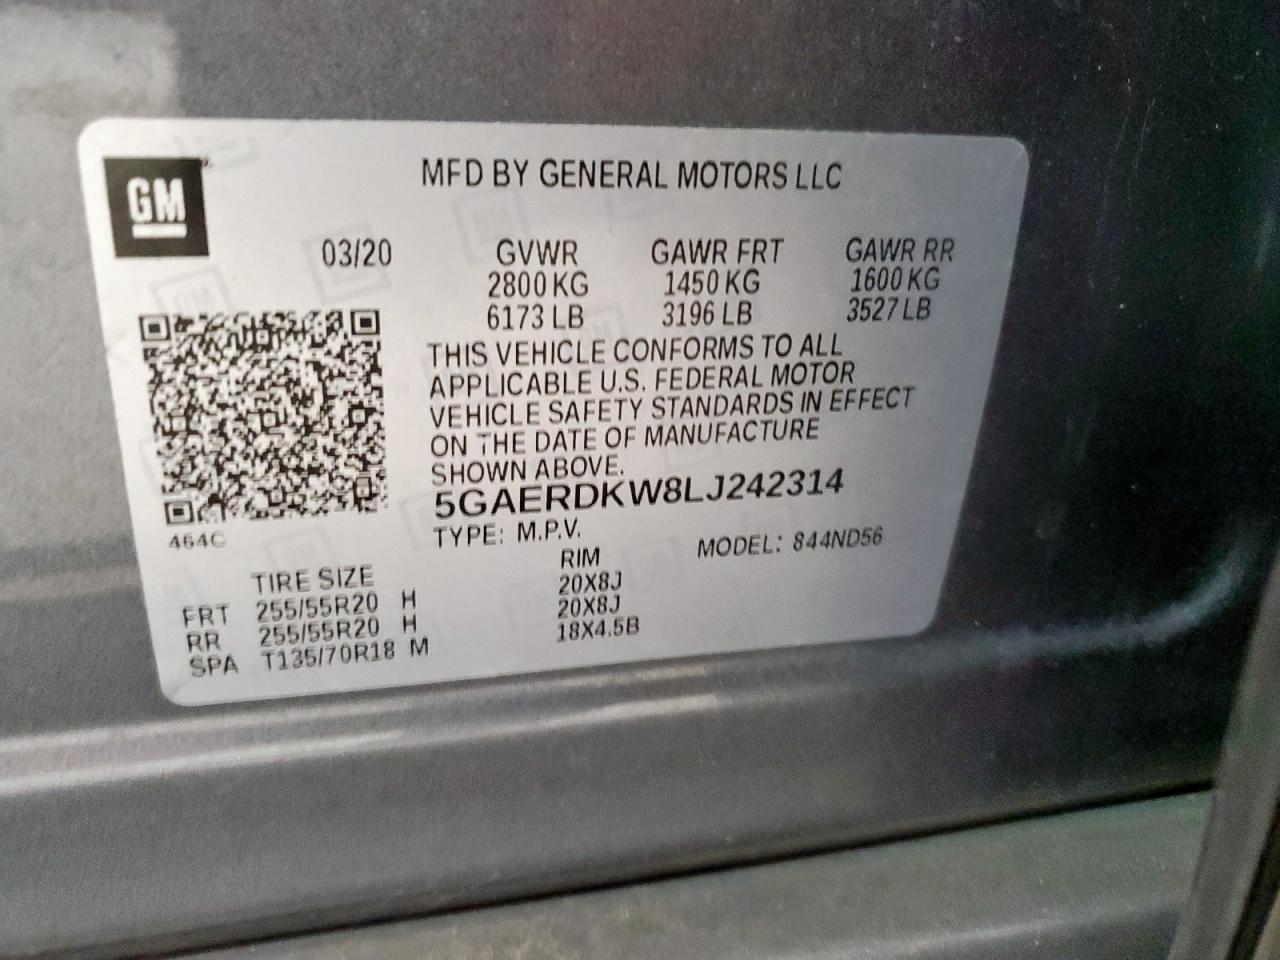 GM
MFD BY GENERAL MOTORS LLC
03/20 GVWR GAWR FRT GAWR RR
2800 KG 1450 KG 1600 KG
6173 LB 3196 LB 3527 LB
THIS VEHICLE CONFORMS TO ALL
APPLICABLE U.S. FEDERAL MOTOR
VEHICLE SAFETY STANDARDS IN EFFECT
ON THE DATE OF MANUFACTURE
SHOWN ABOVE.
5GAERDKW8LJ242314
464C
TYPE: M.P.V. MODEL: 844ND56
TIRE SIZE RIM
FRT 255/55R20 H 20X8J
RR 255/55R20 H 20X8J
SPA T135/70R18 M 18X4.5B